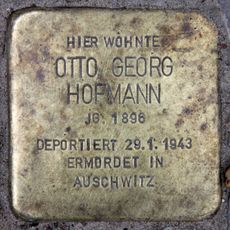 HIER WOHNTE
OTTO GEORG
HOFMANN
JG. 1896
DEPORTIERT 29.1.1943
ERMORDET IN
AUSCHWITZ